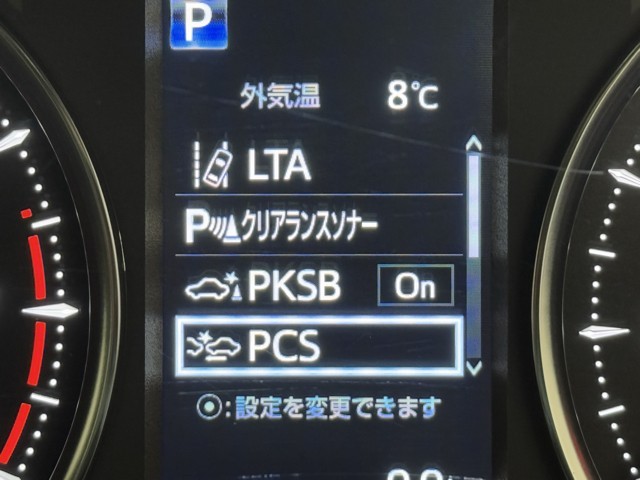 P
外気温 8℃
LTA
P クリアランスソナー
PKSB On
PCS
:設定を変更できます